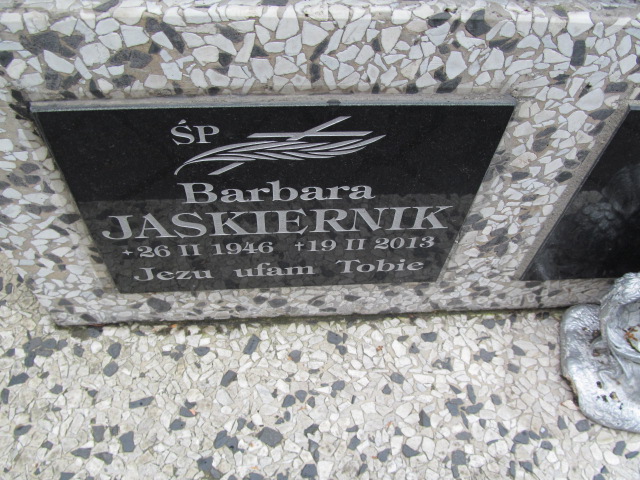 ŚP
Barbara
JASKIERNIK
*26 II 1946 †19 II 2013
Jezu ufam Tobie